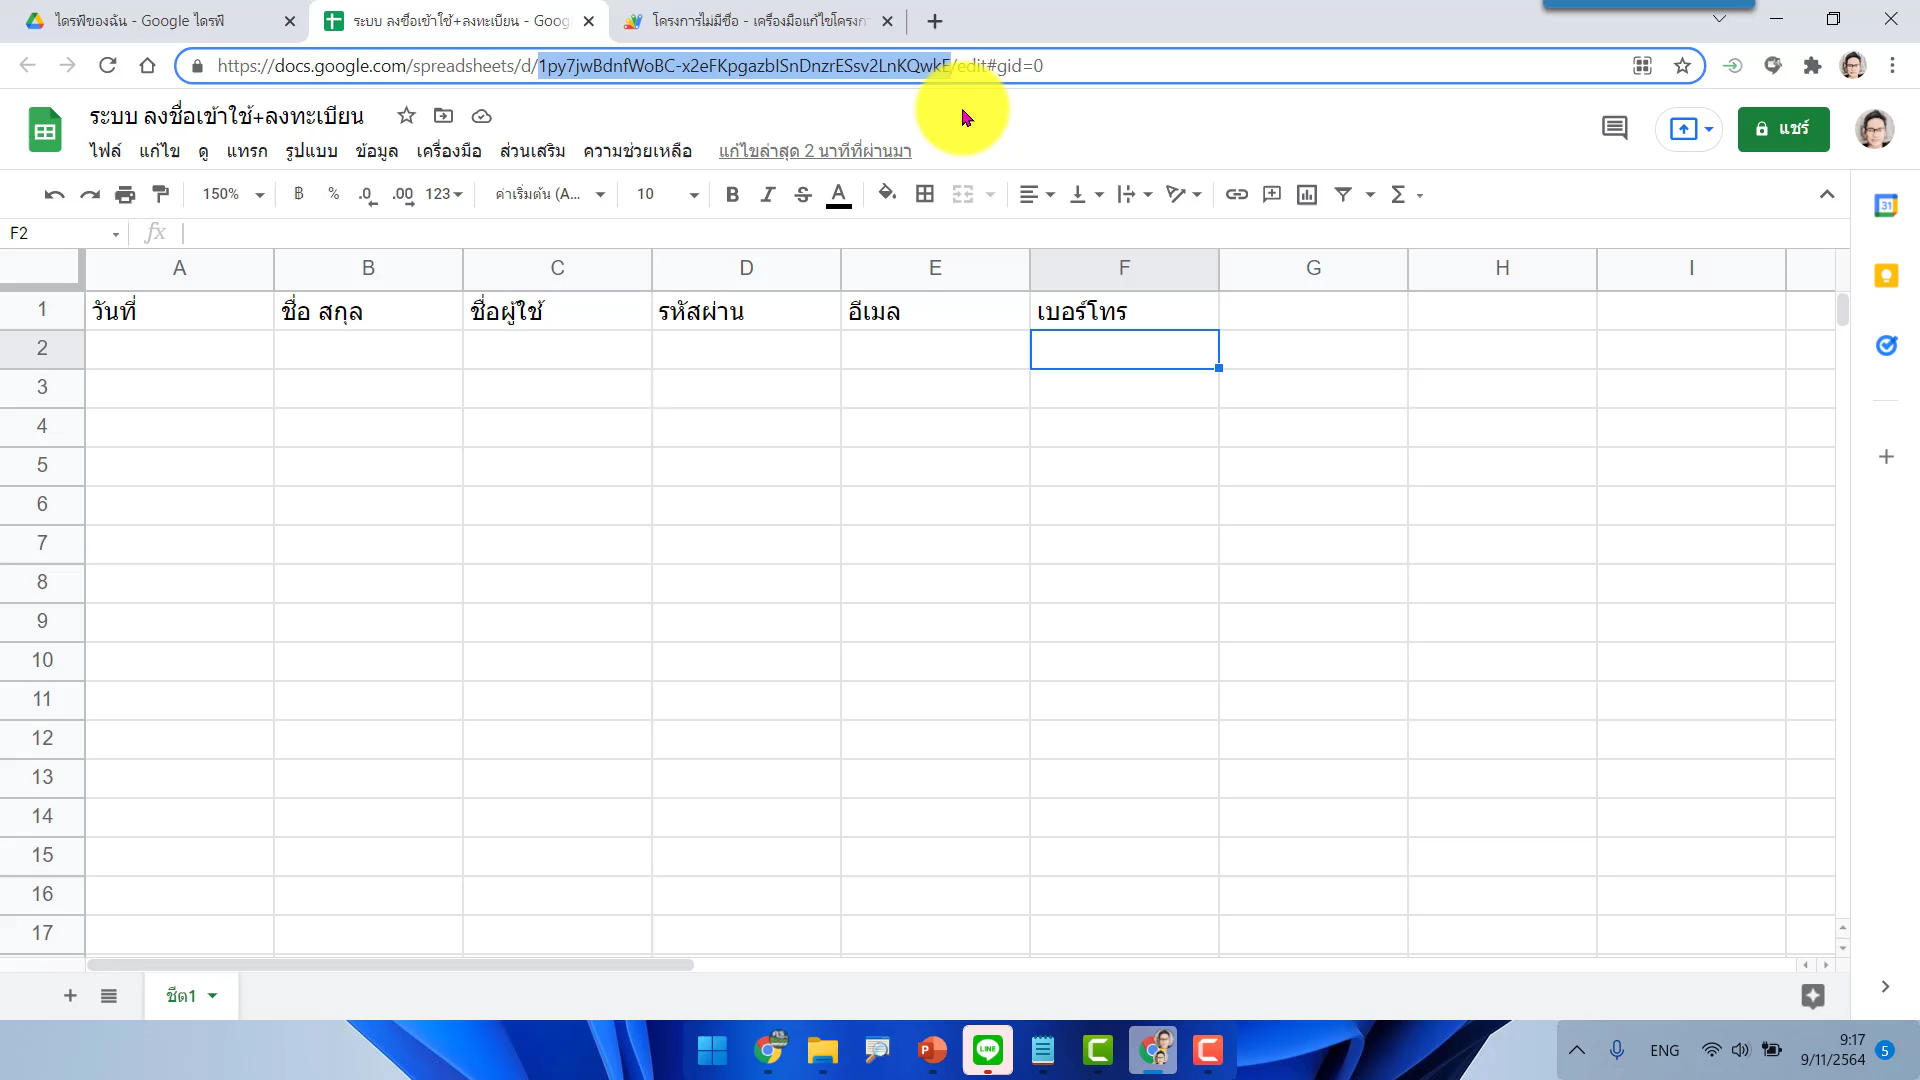 ไดรฟ์ของฉัน - Google ไดรฟ์
ระบบ ลงชื่อเข้าใช้+ลงทะเบียน - Goog
โครงการไม่มีชื่อ - เครื่องมือแก้ไขโครงก
https://docs.google.com/spreadsheets/d/1py7jwBdnfWoBC-x2eFKpgazbISnDnzrESsv2LnKQwkE/edit#gid=0
ระบบ ลงชื่อเข้าใช้+ลงทะเบียน
ไฟล์ แก้ไข ดู แทรก รูปแบบ ข้อมูล เครื่องมือ ส่วนเสริม ความช่วยเหลือ แก้ไขล่าสุด 2 นาทีที่ผ่านมา
แชร์
150% ฿ % .0 .00 123 ค่าเริ่มต้น (A... 10 B I S A Σ
31
F2 fx
A B C D E F G H I
1 วันที่ ชื่อ สกุล ชื่อผู้ใช้ รหัสผ่าน อีเมล เบอร์โทร
2
3
4
5
6
7
8
9
10
11
12
13
14
15
16
17
ชีต1
LINE
ENG
9:17
9/11/2564
5